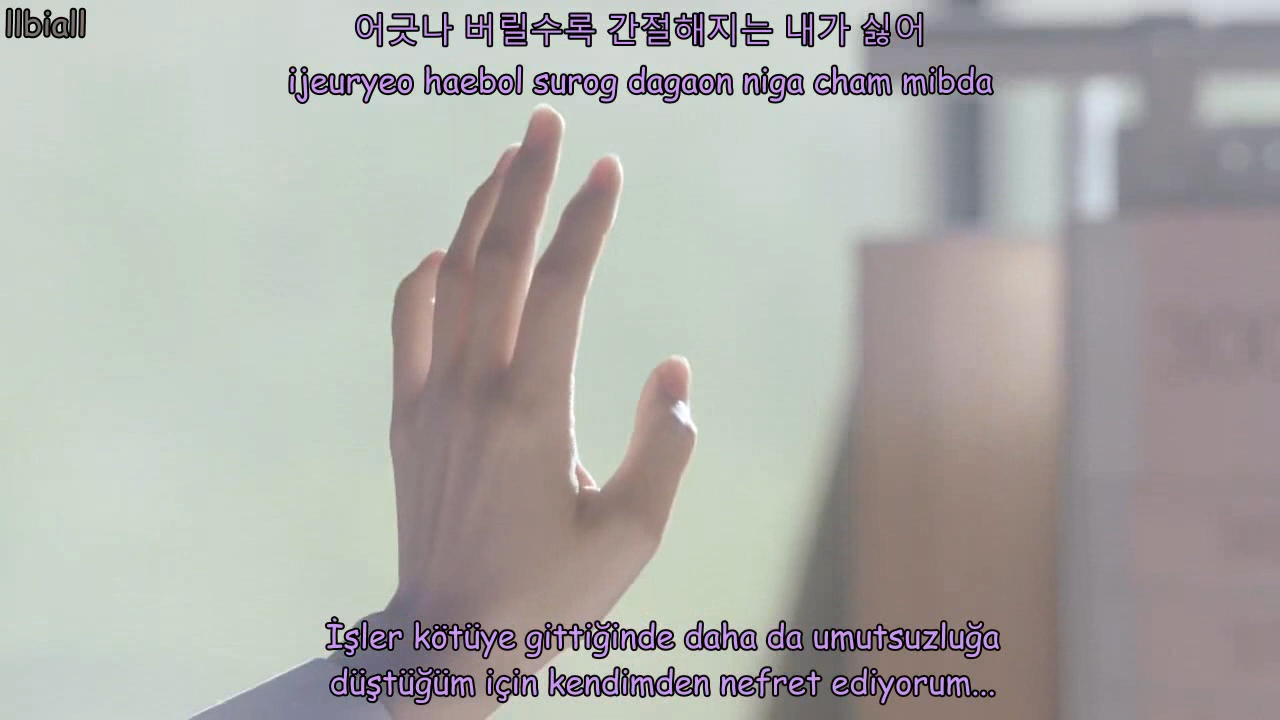 llbiall
어긋나 버릴수록 간절해지는 내가 싫어
ijeuryeo haebol surog dagaon niga cham mibda
İşler kötüye gittiğinde daha da umutsuzluğa
düştüğüm için kendimden nefret ediyorum...